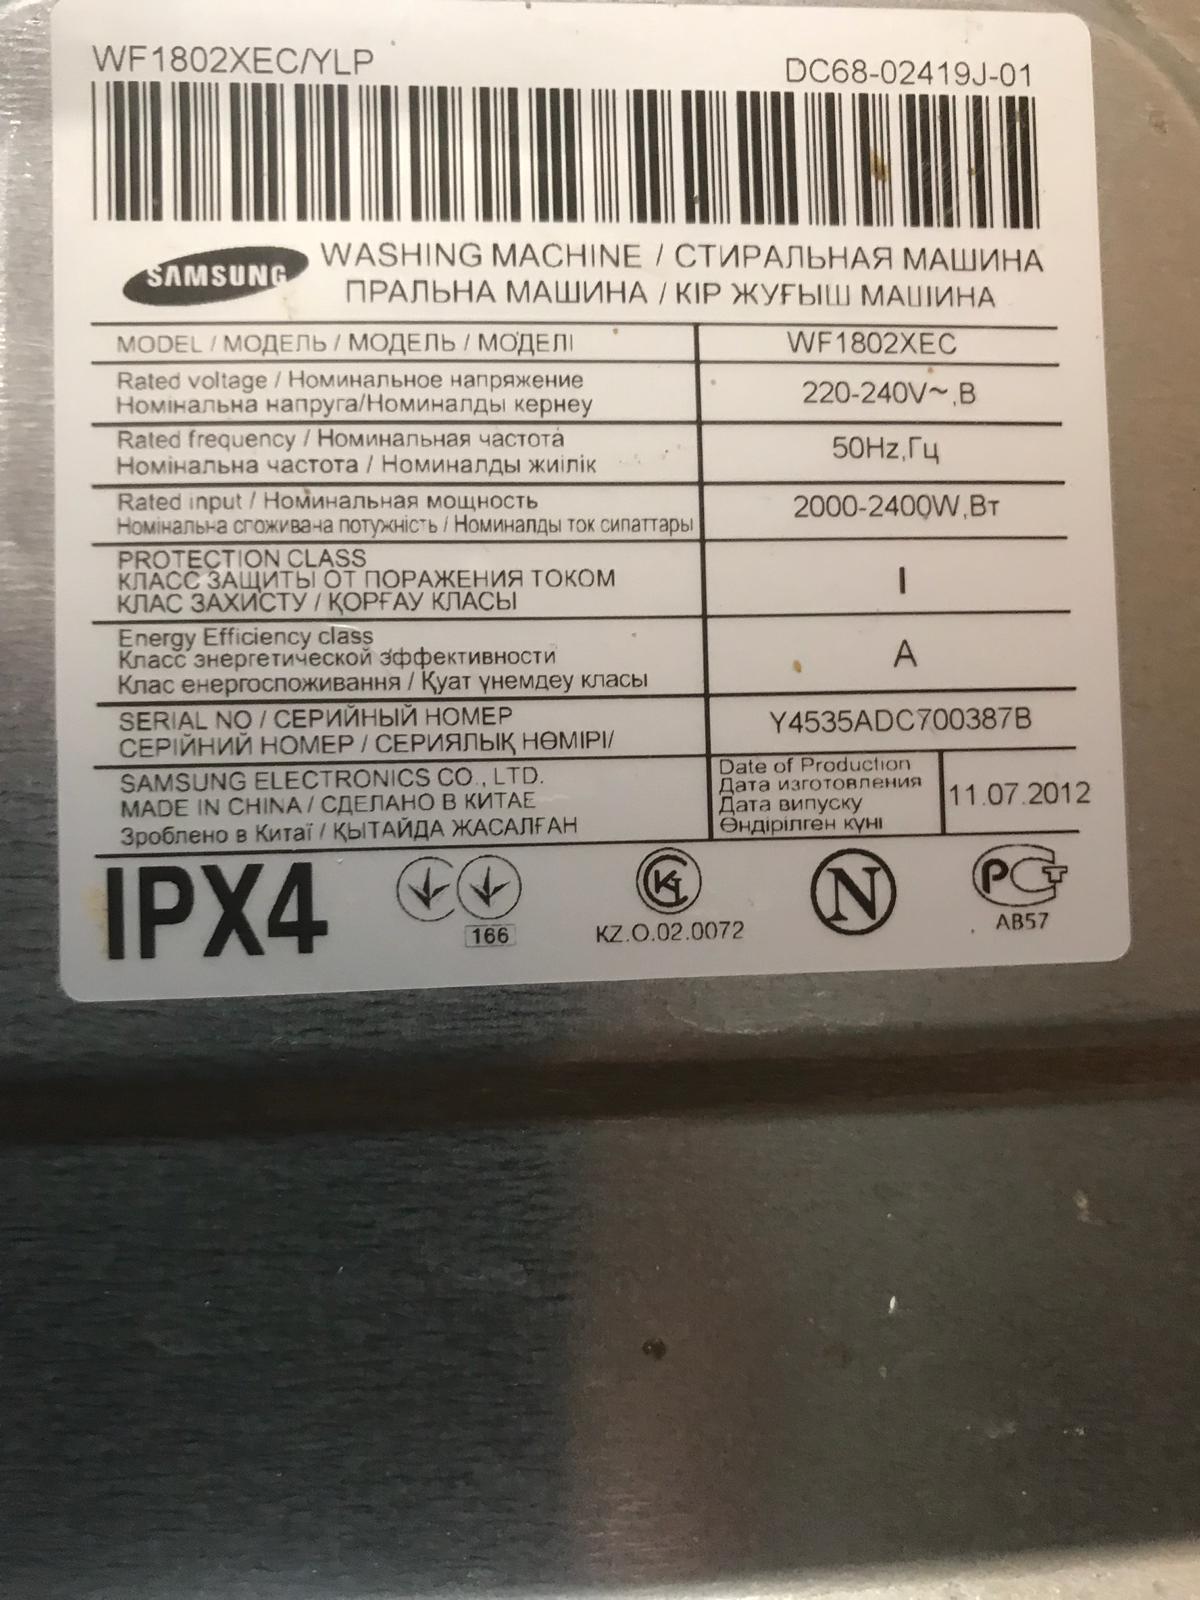 WF1802XEC/YLP
DC68-02419J-01
SAMSUNG
WASHING MACHINE / СТИРАЛЬНАЯ МАШИНА
ПРАЛЬНА МАШИНА / КІР ЖУҒЫШ МАШИНА
MODEL / МОДЕЛЬ / МОДЕЛЬ / МОДЕЛІ
WF1802XEC
Rated voltage / Номинальное напряжение
Номінальна напруга/Номиналды кернеу
220-240V~,В
Rated frequency / Номинальная частота
Номінальна частота / Номиналды жиілік
50Hz,Гц
Rated input / Номинальная мощность
Номінальна споживана потужність / Номиналды ток сипаттары
2000-2400W,Вт
PROTECTION CLASS
КЛАСС ЗАЩИТЫ ОТ ПОРАЖЕНИЯ ТОКОМ
КЛАС ЗАХИСТУ / ҚОРҒАУ КЛАСЫ
I
Energy Efficiency class
Класс энергетической эффективности
Клас енергоспоживання / Қуат үнемдеу класы
A
SERIAL NO / СЕРИЙНЫЙ НОМЕР
СЕРІЙНИЙ НОМЕР / СЕРИЯЛЫҚ НӨМІРІ/
Y4535ADC700387B
SAMSUNG ELECTRONICS CO., LTD.
MADE IN CHINA / СДЕЛАНО В КИТАЕ
Зроблено в Китаї / ҚЫТАЙДА ЖАСАЛҒАН
Date of Production
Дата изготовления
Дата випуску
Өндірілген күні
11.07.2012
IPX4
166
KZ.O.02.0072
N
РСТ
АВ57